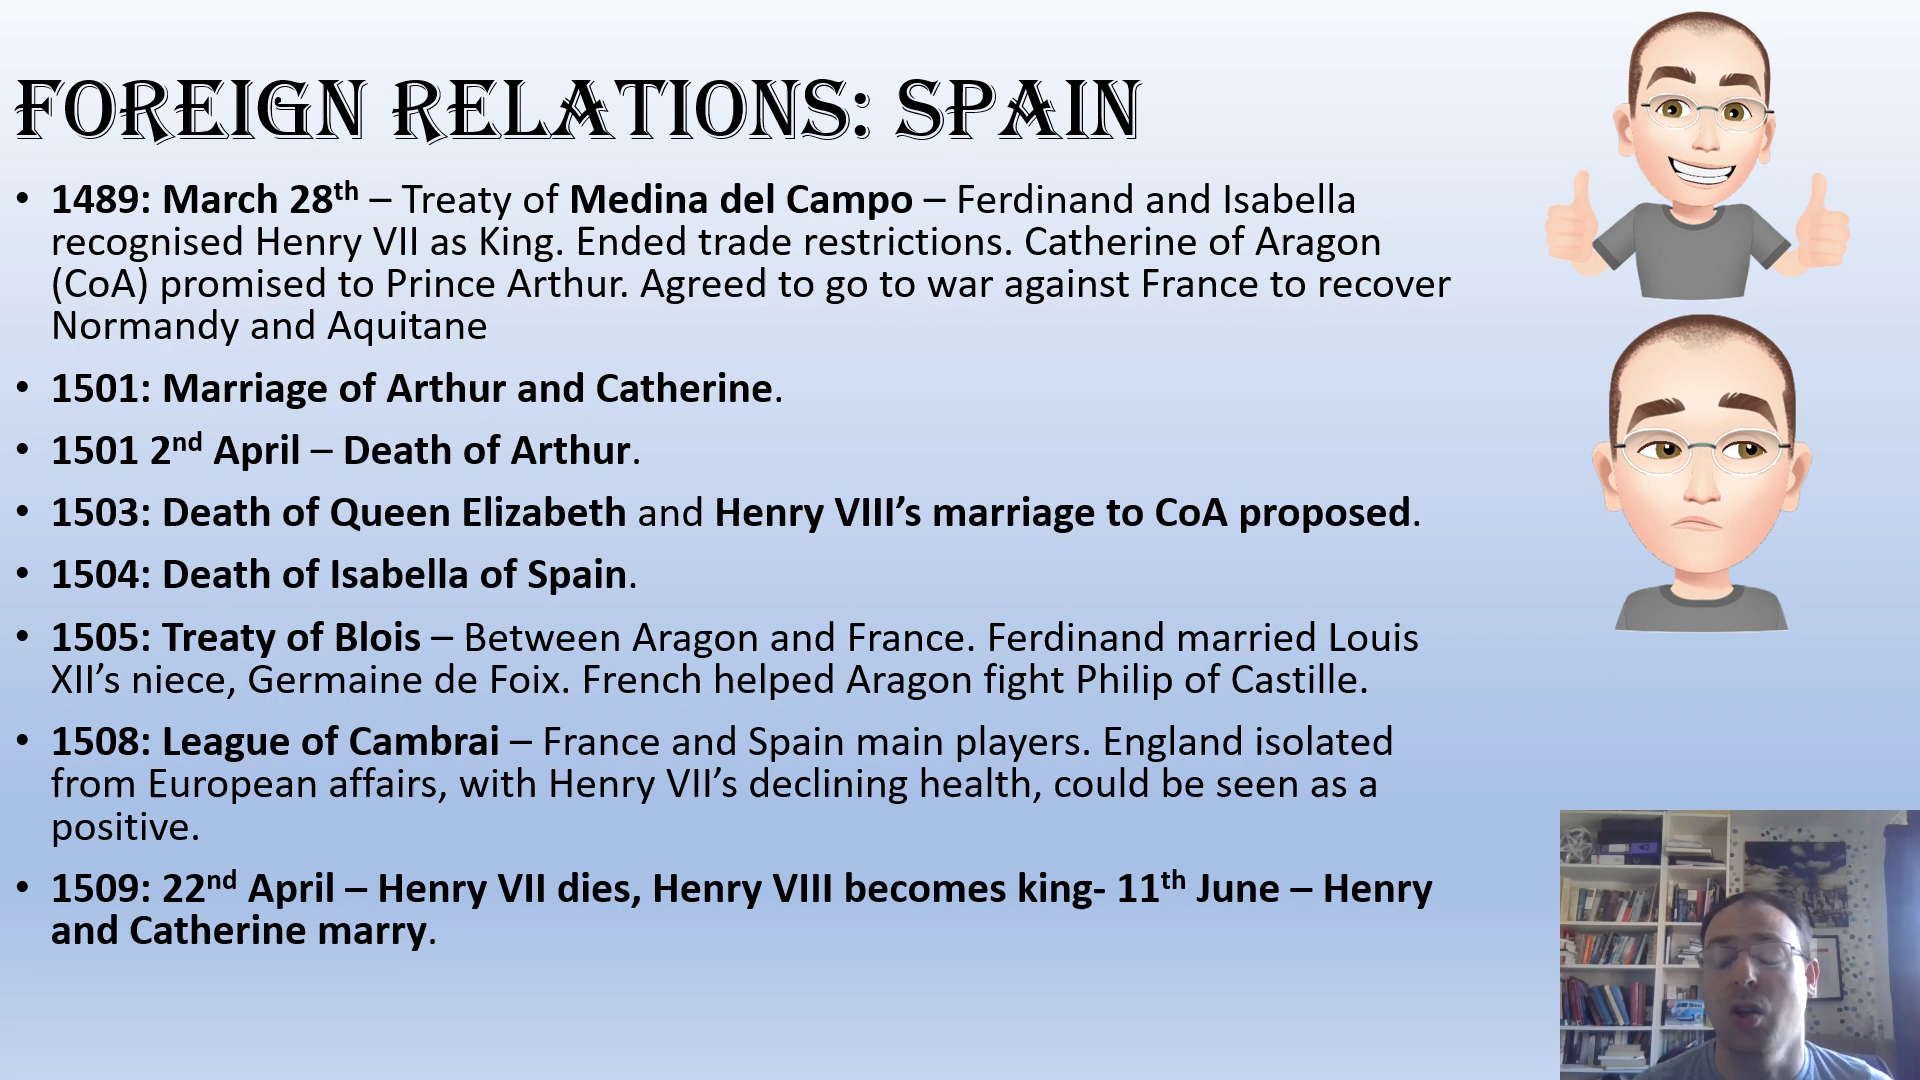 FOREIGN RELATIONS: SPAIN
• 1489: March 28th – Treaty of Medina del Campo – Ferdinand and Isabella
recognised Henry VII as King. Ended trade restrictions. Catherine of Aragon
(CoA) promised to Prince Arthur. Agreed to go to war against France to recover
Normandy and Aquitane
• 1501: Marriage of Arthur and Catherine.
• 1501 2nd April – Death of Arthur.
• 1503: Death of Queen Elizabeth and Henry VIII’s marriage to CoA proposed.
• 1504: Death of Isabella of Spain.
• 1505: Treaty of Blois – Between Aragon and France. Ferdinand married Louis
XII’s niece, Germaine de Foix. French helped Aragon fight Philip of Castille.
• 1508: League of Cambrai – France and Spain main players. England isolated
from European affairs, with Henry VII’s declining health, could be seen as a
positive.
• 1509: 22nd April – Henry VII dies, Henry VIII becomes king- 11th June – Henry
and Catherine marry.